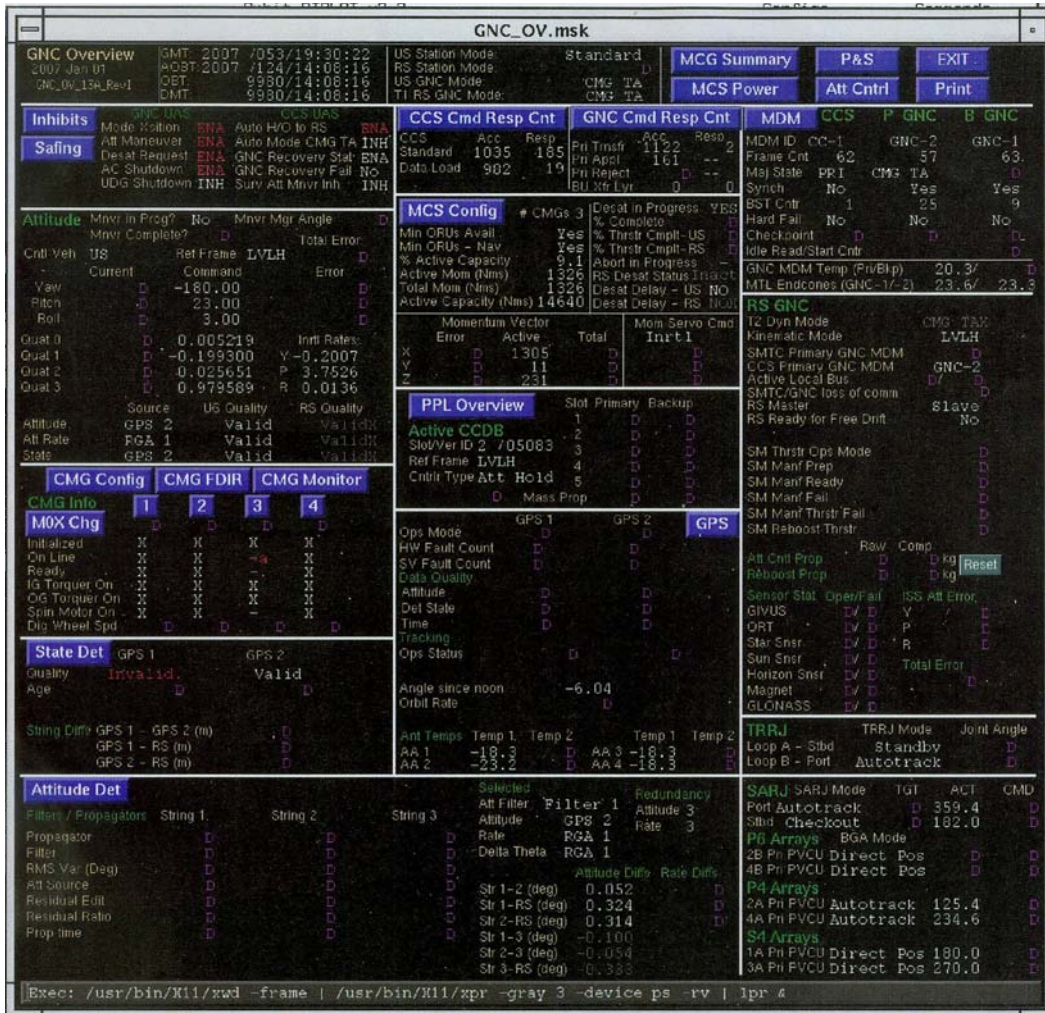 GNC_OV.msk
GNC Overview GMT: 2007 /053/19:30:22 US Station Mode: Standard MCG Summary P&S EXIT
2007 Jan 01 AOBT: 2007 /124/14:08:16 RS Station Mode: D
GNC_OV_13A_RevI OBT: 9980/14:08:16 US GNC Mode CMG TA MCS Power Att Cntrl Print
DMT: 9980/14:08:16 TI RS GNC Mode: CMG TA
Inhibits GNC UAS CCS UAS
Mode Xsition ENA Auto H/O to RS ENA
Safing Att Maneuver ENA Auto Mode CMG TA INH
Desat Request ENA GNC Recovery Stat ENA
AC Shutdown ENA GNC Recovery Fail No
UDG Shutdown INH Surv Att Mnvr Inh INH
CCS Cmd Resp Cnt GNC Cmd Resp Cnt
CCS Acc Resp Acc Resp
Standard 1035 185 Pri Trnsfr 1122 2
Data Load 982 19 Pri Appl 161 --
Pri Reject D --
BU Xfr Lyr 0 0
MDM CCS P GNC B GNC
MDM ID CC-1 GNC-2 GNC-1
Frame Cnt 62 57 63
Maj State PRI CMG TA D
Synch No Yes Yes
BST Cntr 1 25 9
Hard Fail No No No
Checkpoint D D D
Idle Read/Start Cntr D
GNC MDM Temp (Pri/Bkp) 20.3/ D
MTL Endcones (GNC-1/-2) 23.6/ 23.3
Attitude Mnvr in Prog? No Mnvr Mgr Angle D
Mnvr Complete? D Total Error
Cntl Veh US Ref Frame LVLH D
Current Command Error
Yaw D -180.00 D
Pitch D 23.00 D
Roll D 3.00 D
Quat 0 D 0.005219 Inrtl Rates:
Quat 1 D -0.199300 Y -0.2007
Quat 2 D 0.025651 P 3.7526
Quat 3 D 0.979589 R 0.0136
Source US Quality RS Quality
Attitude GPS 2 Valid ValidX
Att Rate RGA 1 Valid ValidX
State GPS 2 Valid ValidX
MCS Config # CMGs 3 Desat in Progress YES
% Complete D
Min ORUs Avail Yes % Thrstr Cmplt-US D
Min ORUs - Nav Yes % Thrstr Cmplt-RS D
% Active Capacity 9.1 Abort in Progress -
Active Mom (Nms) 1326 RS Desat Status Inact
Total Mom (Nms) 1326 Desat Delay - US NO
Active Capacity (Nms) 14640 Desat Delay - RS
Momentum Vector Mom Servo Cmd
Error Active Total Inrtl
X D 1305 D D
Y D 11 D D
Z D 231 D D
PPL Overview Slot Primary Backup
Active CCDB 1 D D
Slot/Ver ID 2 /05083 2 D D
3 D D
Ref Frame LVLH 4 D D
Cntrlr Type Att Hold 5 D D
D Mass Prop D D
RS GNC
T2 Dyn Mode CMG TAX
Kinematic Mode LVLH
SMTC Primary GNC MDM D
CCS Primary GNC MDM GNC-2
Active Local Bus D/ D
SMTC/GNC loss of comm D
RS Master Slave
RS Ready for Free Drift No
SM Thrstr Ops Mode D
SM Manf Prep D
SM Manf Ready D
SM Manf Fail D
SM Manf Thrstr Fail D
SM Reboost Thrstr D
Raw Comp
Att Cntl Prop D D kg Reset
Reboost Prop D D kg
Sensor Stat Oper/Fail ISS Att Error
GIVUS D/ D Y / D
ORT D/ D P D
Star Snsr D/ D R D
Sun Snsr D/ D Total Error
Horizon Snsr D/ D D
Magnet D/ D
GLONASS D/ D
CMG Config CMG FDIR CMG Monitor
CMG Info 1 2 3 4
M0X Chg D D D D
Initialized X X X X
On Line X X -a X
Ready X X X
IG Torquer On X X X X
OG Torquer On X X X X
Spin Motor On X X - X
Dig Wheel Spd D D D D
GPS 1 GPS 2 GPS
Ops Mode
HW Fault Count D D
SV Fault Count D D
Data Quality
Attitude D D
Det State D D
Time D D
Tracking
Ops Status D D
Angle since noon -6.04
Orbit Rate D
Ant Temps Temp 1 Temp 2 Temp 1 Temp 2
AA 1 -18.3 D AA 3 -18.3 D
AA 2 -23.2 D AA 4 -18.3 D
State Det GPS 1 GPS 2
Quality Invalid. Valid
Age D D
String Diffs GPS 1 - GPS 2 (m) D
GPS 1 - RS (m) D
GPS 2 - RS (m) D
TRRJ TRRJ Mode Joint Angle
Loop A - Stbd Standby D
Loop B - Port Autotrack D
Attitude Det
Filters / Propagators String 1 String 2 String 3
Propagator D D D
Filter D D D
RMS Var (Deg) D D D
Att Source D D D
Residual Edit D D D
Residual Ratio D D D
Prop time D D D
Selected Redundancy
Att Filter Filter 1 Attitude 3
Attitude GPS 2 Rate 3
Rate RGA 1
Delta Theta RGA 1
Attitude Diffs Rate Diffs
Str 1-2 (deg) 0.052 D
Str 1-RS (deg) 0.324 D
Str 2-RS (deg) 0.314 D
Str 1-3 (deg) -0.100
Str 2-3 (deg) -0.054
Str 3-RS (deg) -0.333
SARJ SARJ Mode TGT ACT CMD
Port Autotrack D 359.4 D
Stbd Checkout D 182.0 D
P6 Arrays BGA Mode
2B Pri PVCU Direct Pos D D
4B Pri PVCU Direct Pos D D
P4 Arrays
2A Pri PVCU Autotrack 125.4 D
4A Pri PVCU Autotrack 234.6 D
S4 Arrays
1A Pri PVCU Direct Pos 180.0 D
3A Pri PVCU Direct Pos 270.0 D
Exec: /usr/bin/X11/xwd -frame | /usr/bin/X11/xpr -gray 3 -device ps -rv | lpr &